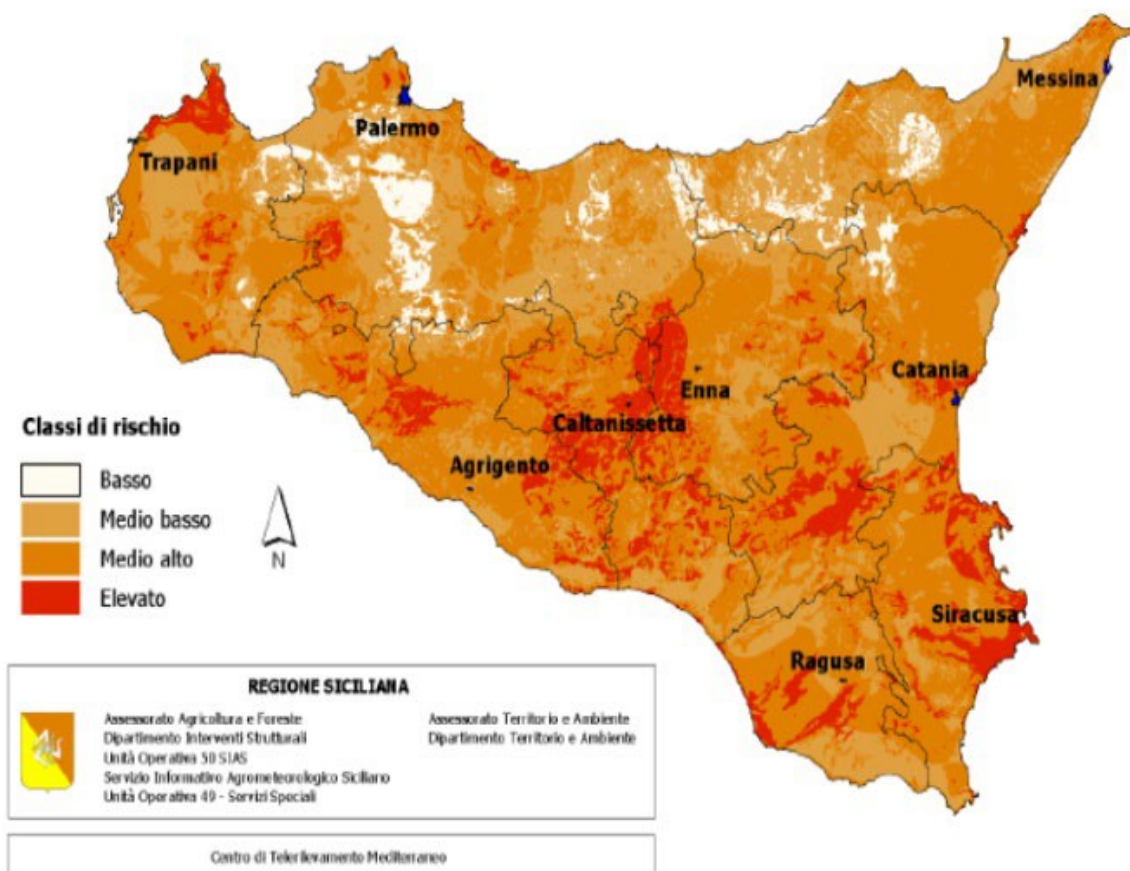 Messina
Palermo
Trapani
Catania
Enna
Caltanissetta
Agrigento
Siracusa
Ragusa
Classi di rischio
Basso
Medio basso
Medio alto
Elevato
N
REGIONE SICILIANA
Assessorato Agricoltura e Foreste
Dipartimento Interventi Strutturali
Unità Operativa 50 SIAS
Servizio Informativo Agrometeorologico Siciliano
Unità Operativa 49 - Servizi Speciali
Assessorato Territorio e Ambiente
Dipartimento Territorio e Ambiente
Centro di Telerilevamento Mediterraneo